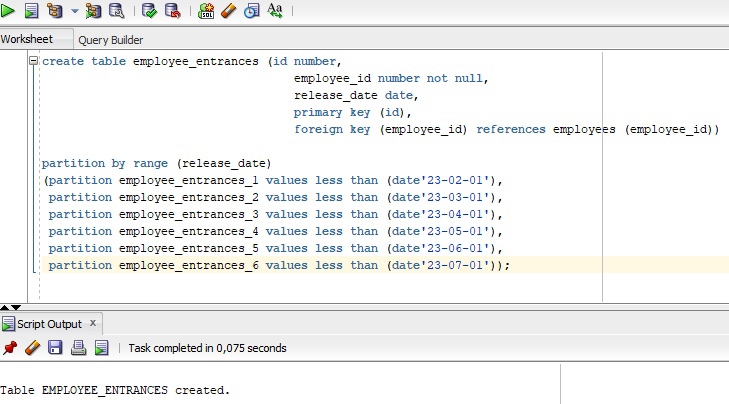 SQL
Aa
Worksheet
Query Builder
create table employee_entrances (id number,
employee_id number not null,
release_date date,
primary key (id),
foreign key (employee_id) references employees (employee_id))
partition by range (release_date)
(partition employee_entrances_1 values less than (date'23-02-01'),
partition employee_entrances_2 values less than (date'23-03-01'),
partition employee_entrances_3 values less than (date'23-04-01'),
partition employee_entrances_4 values less than (date'23-05-01'),
partition employee_entrances_5 values less than (date'23-06-01'),
partition employee_entrances_6 values less than (date'23-07-01'));
Script Output x
Task completed in 0,075 seconds
Table EMPLOYEE_ENTRANCES created.